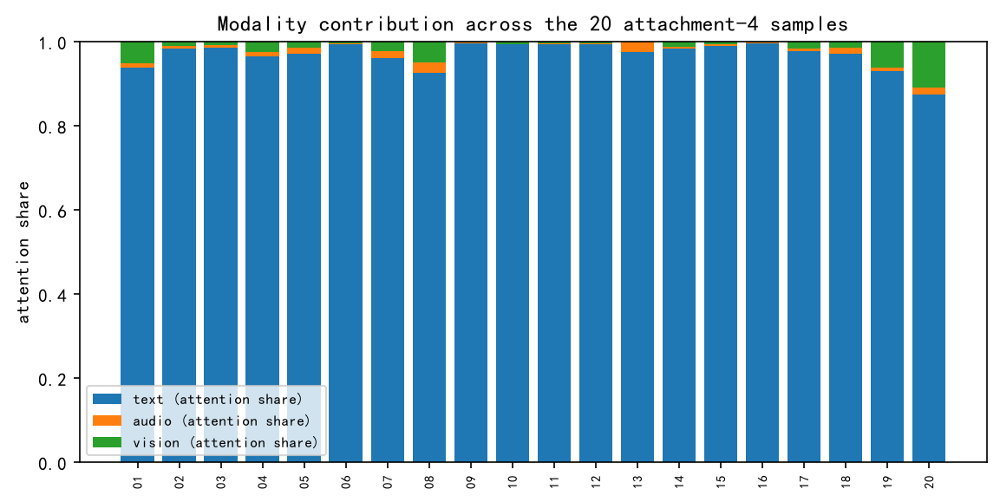 Modality contribution across the 20 attachment-4 samples
attention share
1.0
0.8
0.6
0.4
0.2
0.0
text (attention share)
audio (attention share)
vision (attention share)
01 02 03 04 05 06 07 08 09 10 11 12 13 14 15 16 17 18 19 20